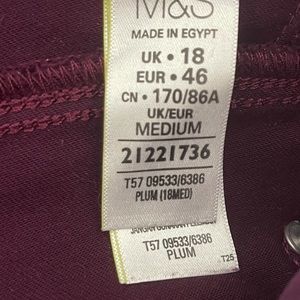 M&S
MADE IN EGYPT
UK • 18
EUR • 46
CN • 170/86A
UK/EUR
MEDIUM
21221736
T57 09533/6386
PLUM (18MED)
T57 09533/6386
PLUM
T25